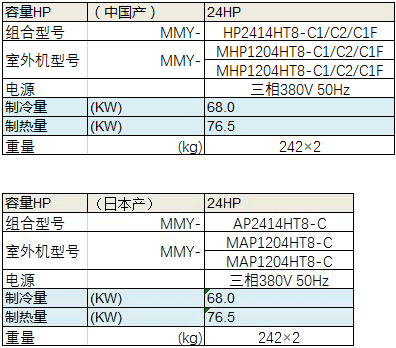 容量HP （中国产） 24HP
组合型号 MMY- HP2414HT8-C1/C2/C1F
室外机型号 MMY- MHP1204HT8-C1/C2/C1F
MHP1204HT8-C1/C2/C1F
电源 三相380V 50Hz
制冷量 (KW) 68.0
制热量 (KW) 76.5
重量 (kg) 242×2
容量HP （日本产） 24HP
组合型号 MMY- AP2414HT8-C
室外机型号 MMY- MAP1204HT8-C
MAP1204HT8-C
电源 三相380V 50Hz
制冷量 (KW) 68.0
制热量 (KW) 76.5
重量 (kg) 242×2